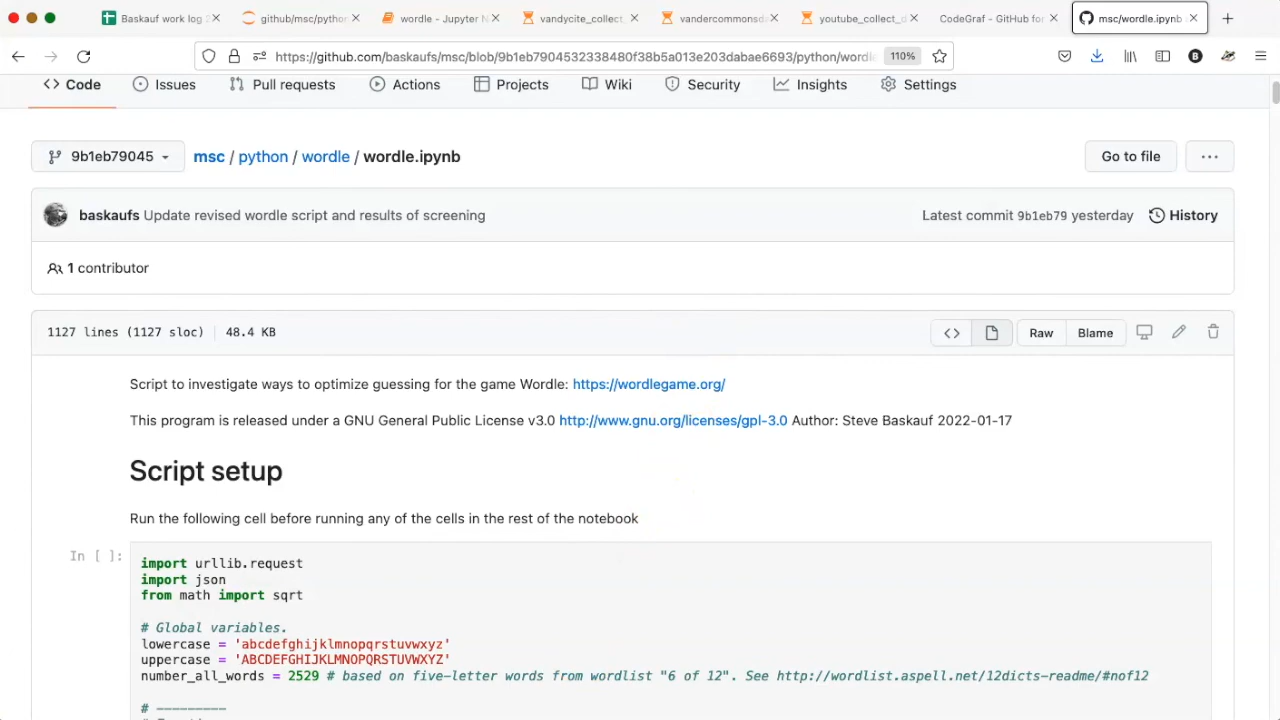 Baskauf work log 2
github/msc/python
wordle - Jupyter N
vandycite_collect_
vandercommonsda
youtube_collect_d
CodeGraf - GitHub fo
msc/wordle.ipynb
https://github.com/baskaufs/msc/blob/9b1eb7904532338480f38b5a013e203dabae6693/python/wordl
110%
Code
Issues
Pull requests
Actions
Projects
Wiki
Security
Insights
Settings
9b1eb79045
msc / python / wordle / wordle.ipynb
Go to file
...
baskaufs Update revised wordle script and results of screening
Latest commit 9b1eb79 yesterday
History
1 contributor
1127 lines (1127 sloc) 48.4 KB
<> Raw Blame
Script to investigate ways to optimize guessing for the game Wordle: https://wordlegame.org/
This program is released under a GNU General Public License v3.0 http://www.gnu.org/licenses/gpl-3.0 Author: Steve Baskauf 2022-01-17
Script setup
Run the following cell before running any of the cells in the rest of the notebook
In [ ]:
import urllib.request
import json
from math import sqrt
# Global variables.
lowercase = 'abcdefghijklmnopqrstuvwxyz'
uppercase = 'ABCDEFGHIJKLMNOPQRSTUVWXYZ'
number_all_words = 2529 # based on five-letter words from wordlist "6 of 12". See http://wordlist.aspell.net/12dicts-readme/#nof12
# ---------